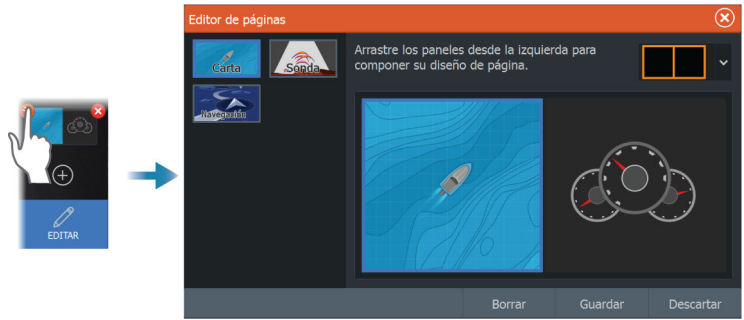 Editor de páginas
Carta
Sonda
Navegación
Arrastre los paneles desde la izquierda para
componer su diseño de página.
EDITAR
Borrar
Guardar
Descartar